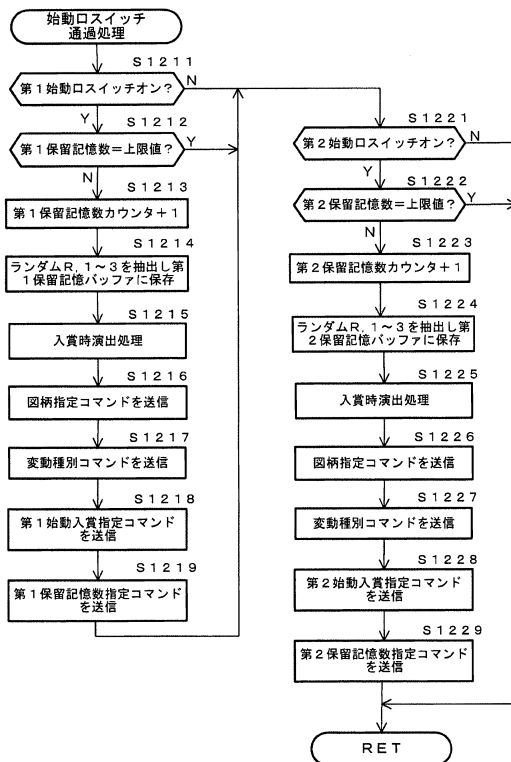 始動口スイッチ
通過処理
S1211
第1始動口スイッチオン?
N
Y
S1212
第1保留記憶数=上限値?
Y
N
S1213
第1保留記憶数カウンタ+1
S1214
ランダムR, 1~3を抽出し第
1保留記憶バッファに保存
S1215
入賞時演出処理
S1216
図柄指定コマンドを送信
S1217
変動種別コマンドを送信
S1218
第1始動入賞指定コマンド
を送信
S1219
第1保留記憶数指定コマンド
を送信
S1221
第2始動口スイッチオン?
N
Y
S1222
第2保留記憶数=上限値?
Y
N
S1223
第2保留記憶数カウンタ+1
S1224
ランダムR, 1~3を抽出し第
2保留記憶バッファに保存
S1225
入賞時演出処理
S1226
図柄指定コマンドを送信
S1227
変動種別コマンドを送信
S1228
第2始動入賞指定コマンド
を送信
S1229
第2保留記憶数指定コマンド
を送信
RET